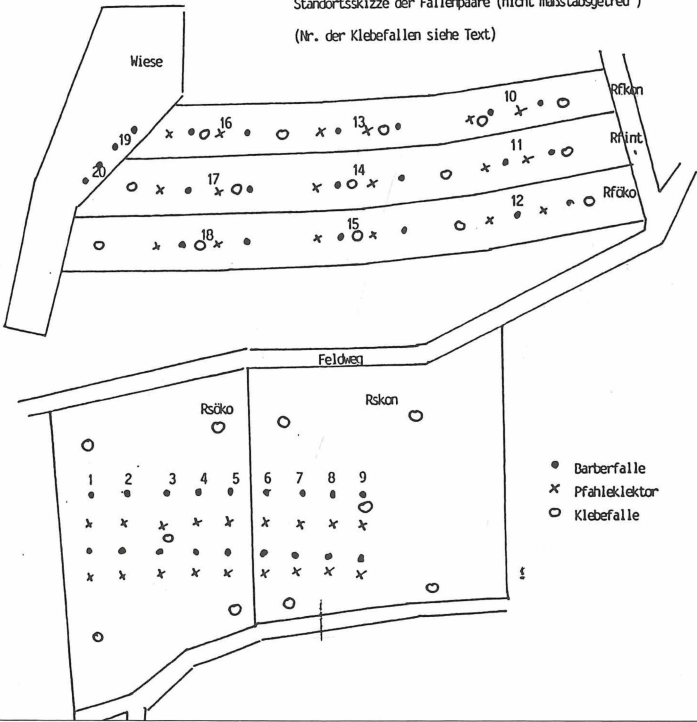 Standortsskizze der Fallenpaare (nicht maßstabsgetreu )
(Nr. der Klebefallen siehe Text)
Wiese
Rfkon
10
13
16
19
Rfint
11
14
17
20
Rföko
12
15
18
Feldweg
Rsöko
Rskon
1 2 3 4 5 6 7 8 9
Barberfalle
Pfahleklektor
Klebefalle